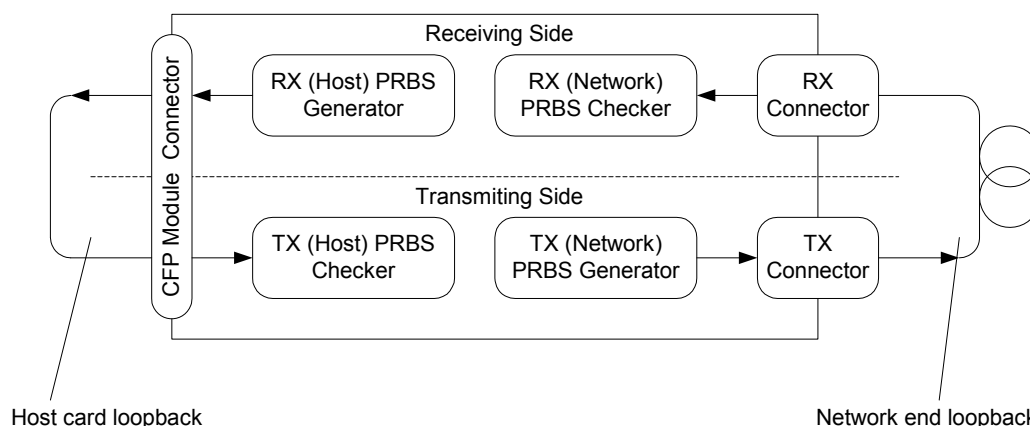 Receiving Side
CFP Module Connector
RX (Host) PRBS
Generator
RX (Network)
PRBS Checker
RX
Connector
Transmiting Side
TX (Host) PRBS
Checker
TX (Network)
PRBS Generator
TX
Connector
Host card loopback
Network end loopback